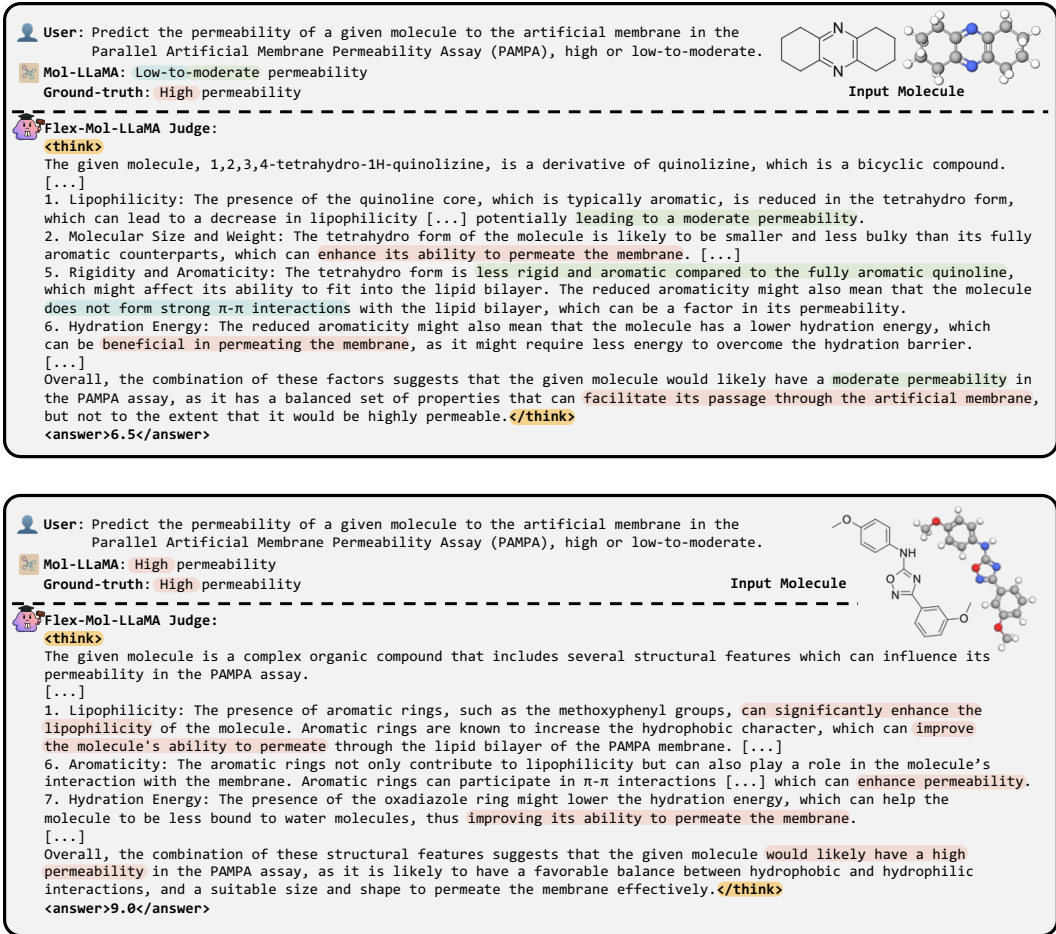 User: Predict the permeability of a given molecule to the artificial membrane in the
Parallel Artificial Membrane Permeability Assay (PAMPA), high or low-to-moderate.
Mol-LLaMA: Low-to-moderate permeability
Ground-truth: High permeability
N
N
Input Molecule
Flex-Mol-LLaMA Judge:
<think>
The given molecule, 1,2,3,4-tetrahydro-1H-quinolizine, is a derivative of quinolizine, which is a bicyclic compound.
[...]
1. Lipophilicity: The presence of the quinoline core, which is typically aromatic, is reduced in the tetrahydro form,
which can lead to a decrease in lipophilicity [...] potentially leading to a moderate permeability.
2. Molecular Size and Weight: The tetrahydro form of the molecule is likely to be smaller and less bulky than its fully
aromatic counterparts, which can enhance its ability to permeate the membrane. [...]
5. Rigidity and Aromaticity: The tetrahydro form is less rigid and aromatic compared to the fully aromatic quinoline,
which might affect its ability to fit into the lipid bilayer. The reduced aromaticity might also mean that the molecule
does not form strong π-π interactions with the lipid bilayer, which can be a factor in its permeability.
6. Hydration Energy: The reduced aromaticity might also mean that the molecule has a lower hydration energy, which
can be beneficial in permeating the membrane, as it might require less energy to overcome the hydration barrier.
[...]
Overall, the combination of these factors suggests that the given molecule would likely have a moderate permeability in
the PAMPA assay, as it has a balanced set of properties that can facilitate its passage through the artificial membrane,
but not to the extent that it would be highly permeable.</think>
<answer>6.5</answer>
User: Predict the permeability of a given molecule to the artificial membrane in the
Parallel Artificial Membrane Permeability Assay (PAMPA), high or low-to-moderate.
Mol-LLaMA: High permeability
Ground-truth: High permeability
Input Molecule
O
NH
O
N
N
O
Flex-Mol-LLaMA Judge:
<think>
The given molecule is a complex organic compound that includes several structural features which can influence its
permeability in the PAMPA assay.
[...]
1. Lipophilicity: The presence of aromatic rings, such as the methoxyphenyl groups, can significantly enhance the
lipophilicity of the molecule. Aromatic rings are known to increase the hydrophobic character, which can improve
the molecule's ability to permeate through the lipid bilayer of the PAMPA membrane. [...]
6. Aromaticity: The aromatic rings not only contribute to lipophilicity but can also play a role in the molecule's
interaction with the membrane. Aromatic rings can participate in π-π interactions [...] which can enhance permeability.
7. Hydration Energy: The presence of the oxadiazole ring might lower the hydration energy, which can help the
molecule to be less bound to water molecules, thus improving its ability to permeate the membrane.
[...]
Overall, the combination of these structural features suggests that the given molecule would likely have a high
permeability in the PAMPA assay, as it is likely to have a favorable balance between hydrophobic and hydrophilic
interactions, and a suitable size and shape to permeate the membrane effectively.</think>
<answer>9.0</answer>